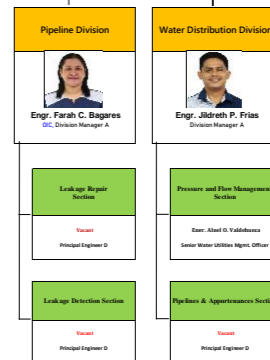 Pipeline Division
Engr. Farah C. Bagares
OIC, Division Manager A
Leakage Repair
Section
Vacant
Principal Engineer D
Leakage Detection Section
Vacant
Principal Engineer D
Water Distribution Division
Engr. Jildreth P. Frias
Division Manager A
Pressure and Flow Managemen
Section
Senior Water Utilities Mgmt. Officer
Pipelines & Appurtenances Secti
Vacant
Principal Engineer D